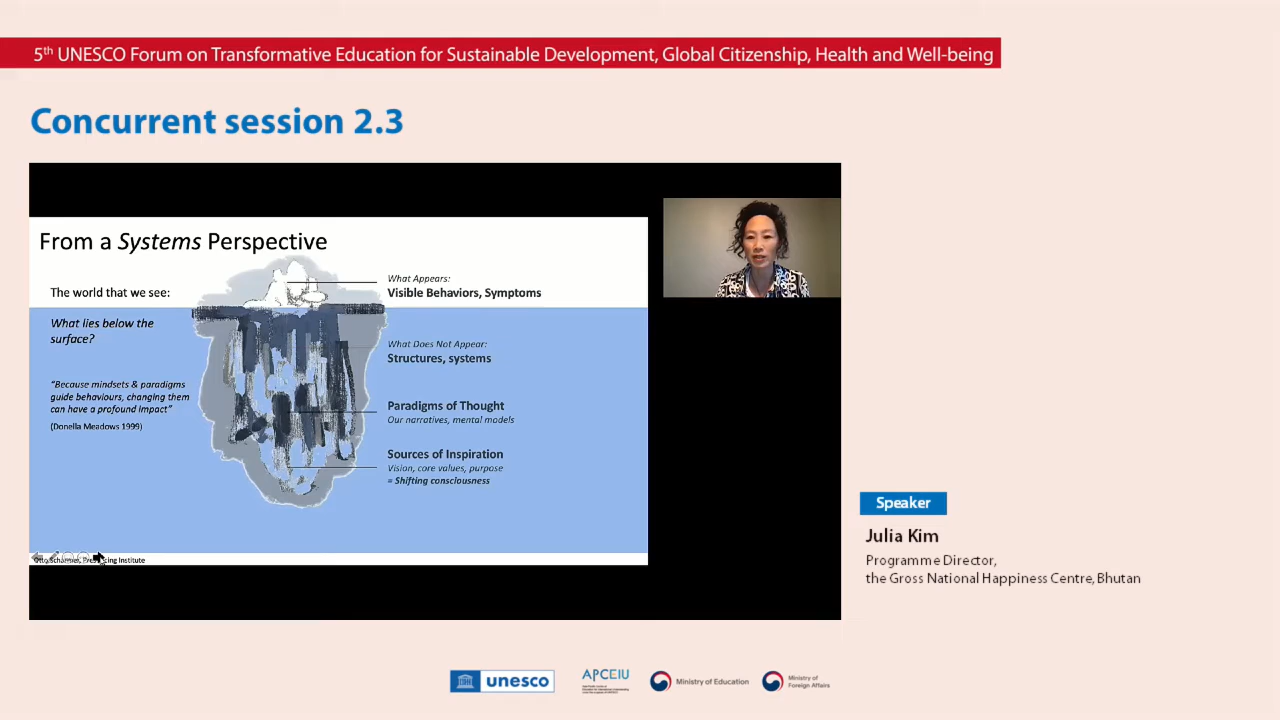 5th UNESCO Forum on Transformative Education for Sustainable Development, Global Citizenship, Health and Well-being
Concurrent session 2.3
From a Systems Perspective
The world that we see:
What Appears:
Visible Behaviors, Symptoms
What lies below the
surface?
What Does Not Appear:
Structures, systems
"Because mindsets & paradigms
guide behaviours, changing them
can have a profound impact"
(Donella Meadows 1999)
Paradigms of Thought
Our narratives, mental models
Sources of Inspiration
Vision, core values, purpose
= Shifting consciousness
Otto Scharmer, Presencing Institute
Speaker
Julia Kim
Programme Director,
the Gross National Happiness Centre, Bhutan
unesco
APCEIU
Ministry of Education
Ministry of
Foreign Affairs